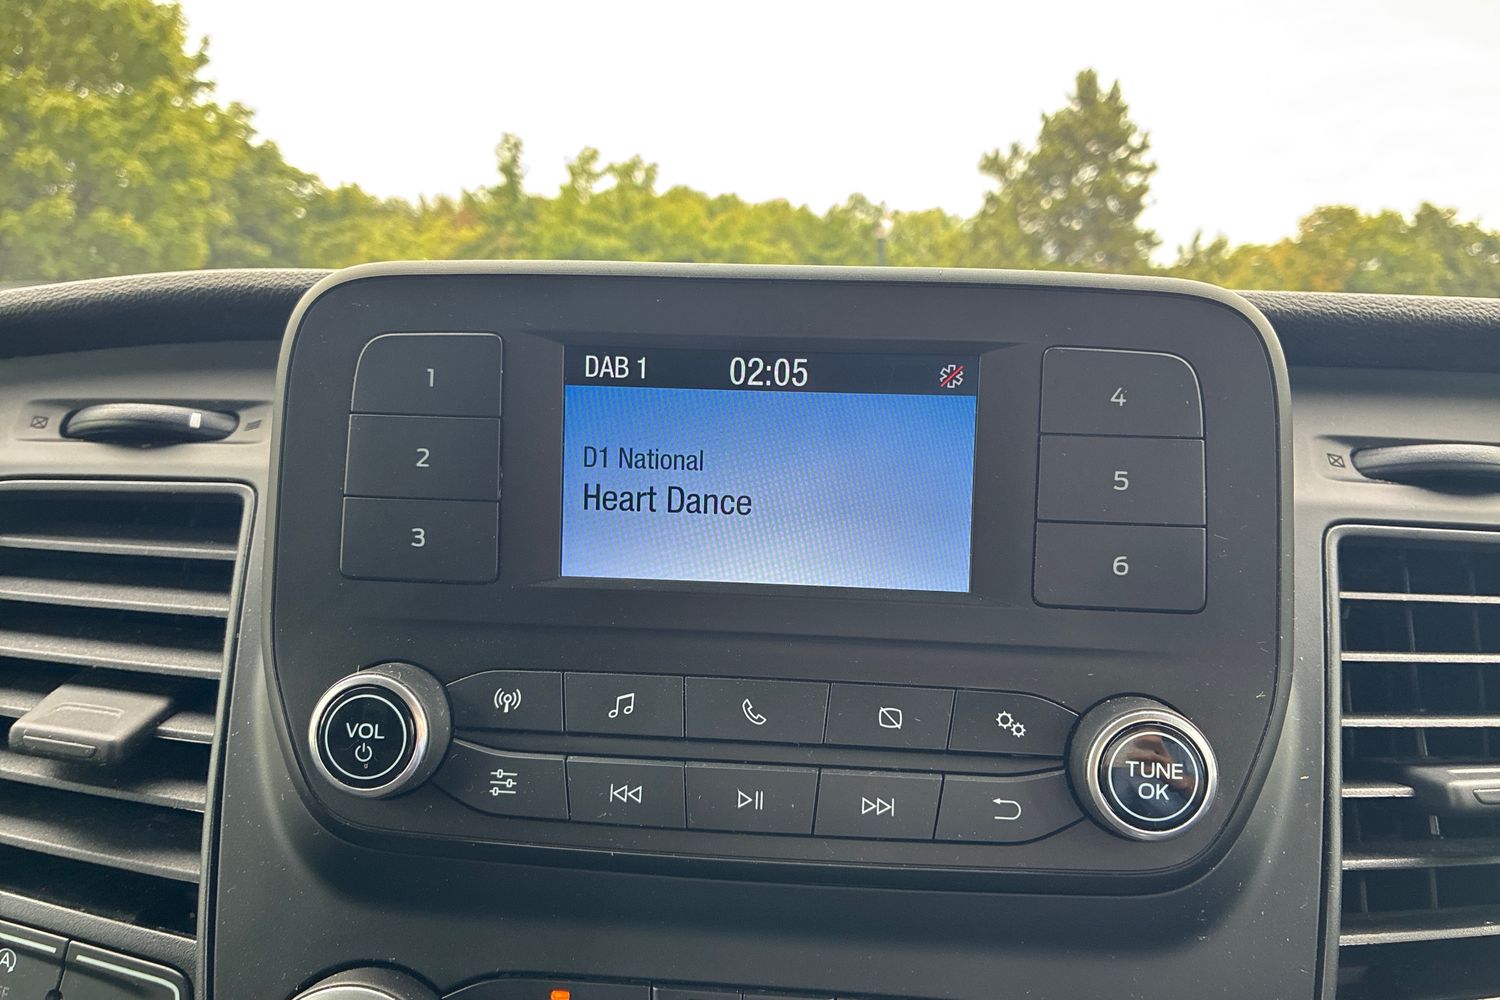 DAB 1
02:05
D1 National
Heart Dance
1
2
3
4
5
6
VOL
TUNE
OK
A